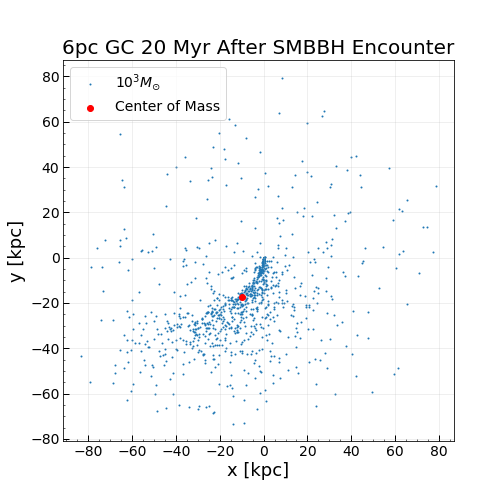 6pc GC 20 Myr After SMBBH Encounter
10³M☉
Center of Mass
y [kpc]
80
60
40
20
0
−20
−40
−60
−80
−80 −60 −40 −20 0 20 40 60 80
x [kpc]